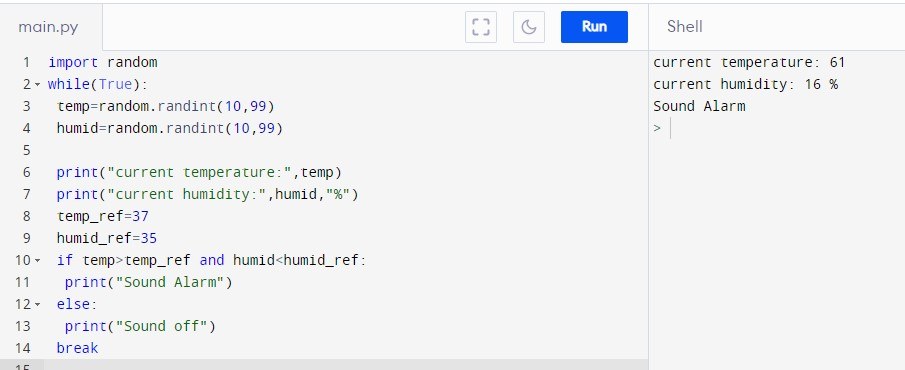 main.py
Run
Shell
1 import random
2 while(True):
3  temp=random.randint(10,99)
4  humid=random.randint(10,99)
5
6  print("current temperature:",temp)
7  print("current humidity:",humid,"%")
8  temp_ref=37
9  humid_ref=35
10  if temp>temp_ref and humid<humid_ref:
11   print("Sound Alarm")
12  else:
13   print("Sound off")
14  break
15
current temperature: 61
current humidity: 16 %
Sound Alarm
>